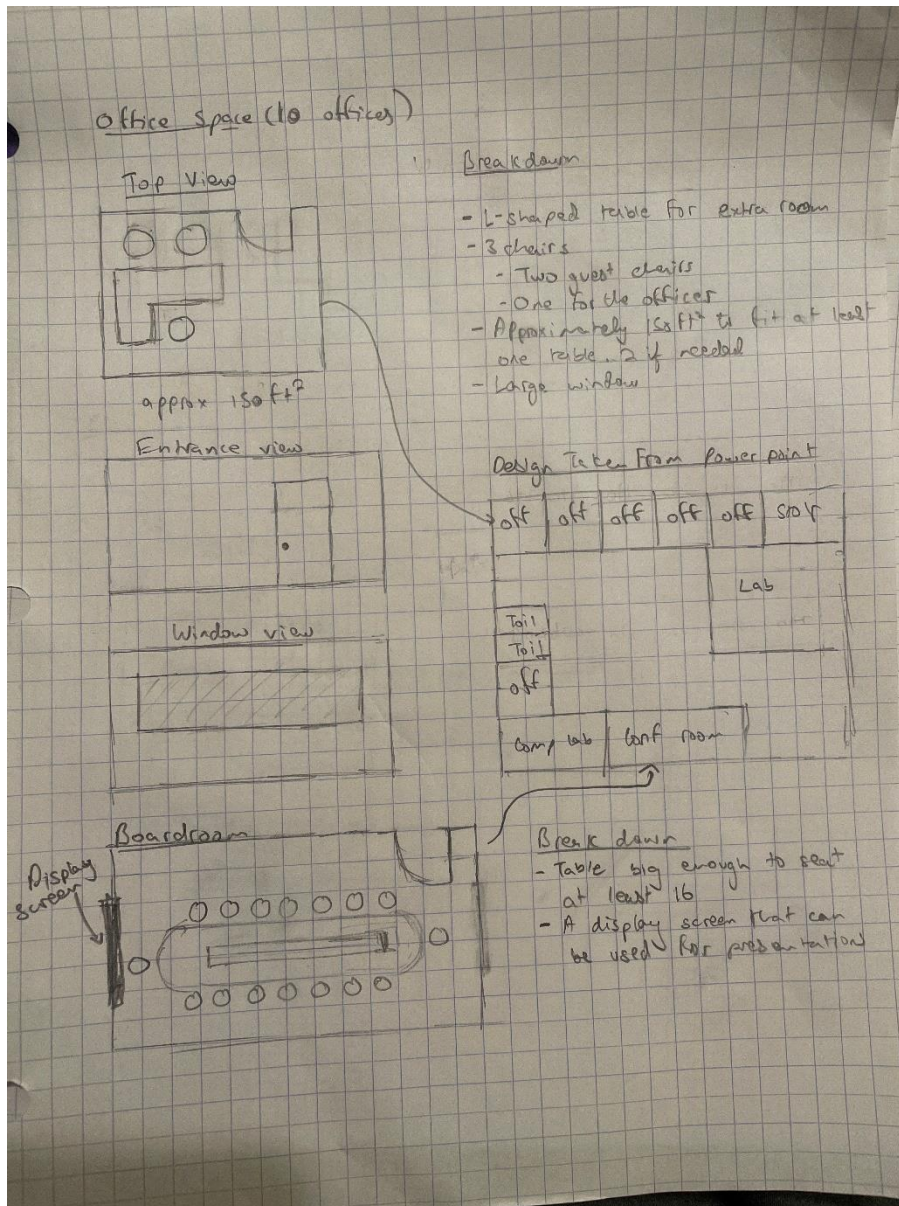 Office Space (10 offices)
Top View
approx 150 ft²
Breakdown
- L-shaped table for extra room
- 3 chairs
- Two guest chairs
- One for the offices
- Approximately 150ft² to fit at least
one table.. 2 if needed
- Large window
Entrance view
Window view
Design Taken From Powerpoint
off off off off off stor
Lab
Toil
Toil
off
Comp Lab Conf room
Boardroom
Display
screen
Break down
- Table big enough to seat
at least 16
- A display screen that can
be used for presentations